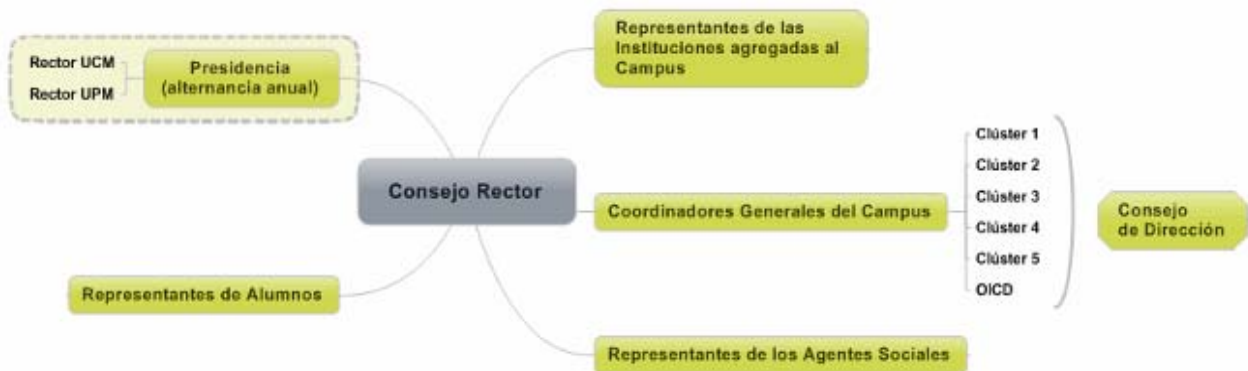 Rector UCM
Rector UPM
Presidencia
(alternancia anual)
Representantes de las
Instituciones agregadas al
Campus
Consejo Rector
Coordinadores Generales del Campus
Clúster 1
Clúster 2
Clúster 3
Clúster 4
Clúster 5
OICD
Consejo
de Dirección
Representantes de Alumnos
Representantes de los Agentes Sociales